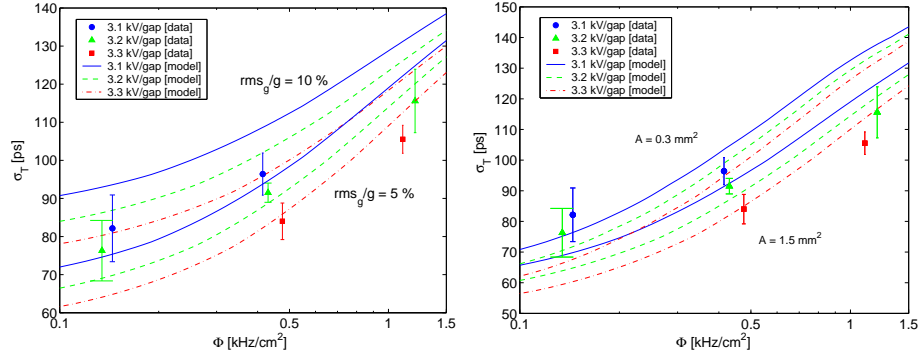 140
130
120
110
100
90
80
70
60
σ_T [ps]
3.1 kV/gap [data]
3.2 kV/gap [data]
3.3 kV/gap [data]
3.1 kV/gap [model]
3.2 kV/gap [model]
3.3 kV/gap [model]
rms_g/g = 10 %
rms_g/g = 5 %
0.1 0.5 1 1.5
Φ [kHz/cm²]
150
140
130
120
110
100
90
80
70
60
50
σ_T [ps]
3.1 kV/gap [data]
3.2 kV/gap [data]
3.3 kV/gap [data]
3.1 kV/gap [model]
3.2 kV/gap [model]
3.3 kV/gap [model]
A = 0.3 mm²
A = 1.5 mm²
0.1 0.5 1 1.5
Φ [kHz/cm²]